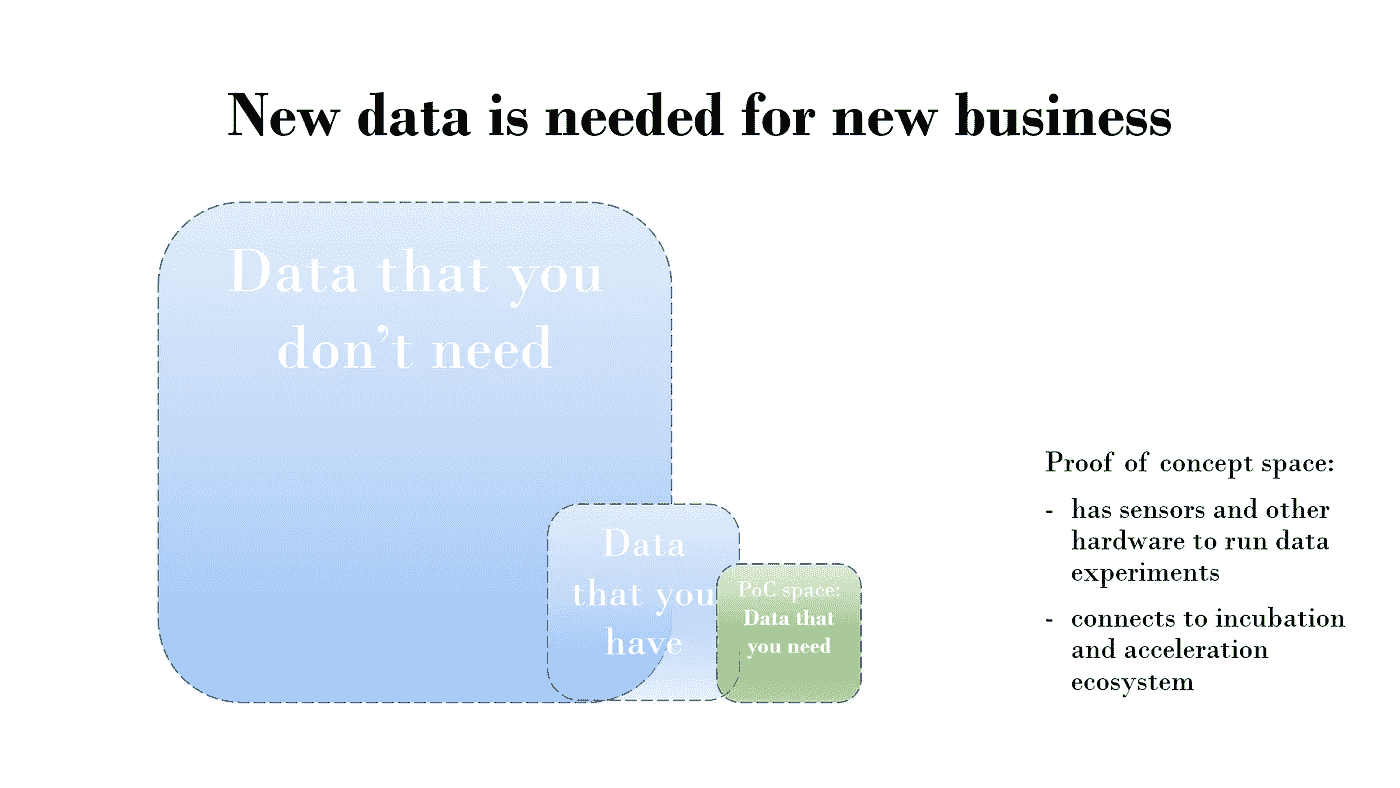 New data is needed for new business
Data that you
don't need
Data
that you
have
PoC space:
Data that
you need
Proof of concept space:
- has sensors and other
hardware to run data
experiments
- connects to incubation
and acceleration
ecosystem